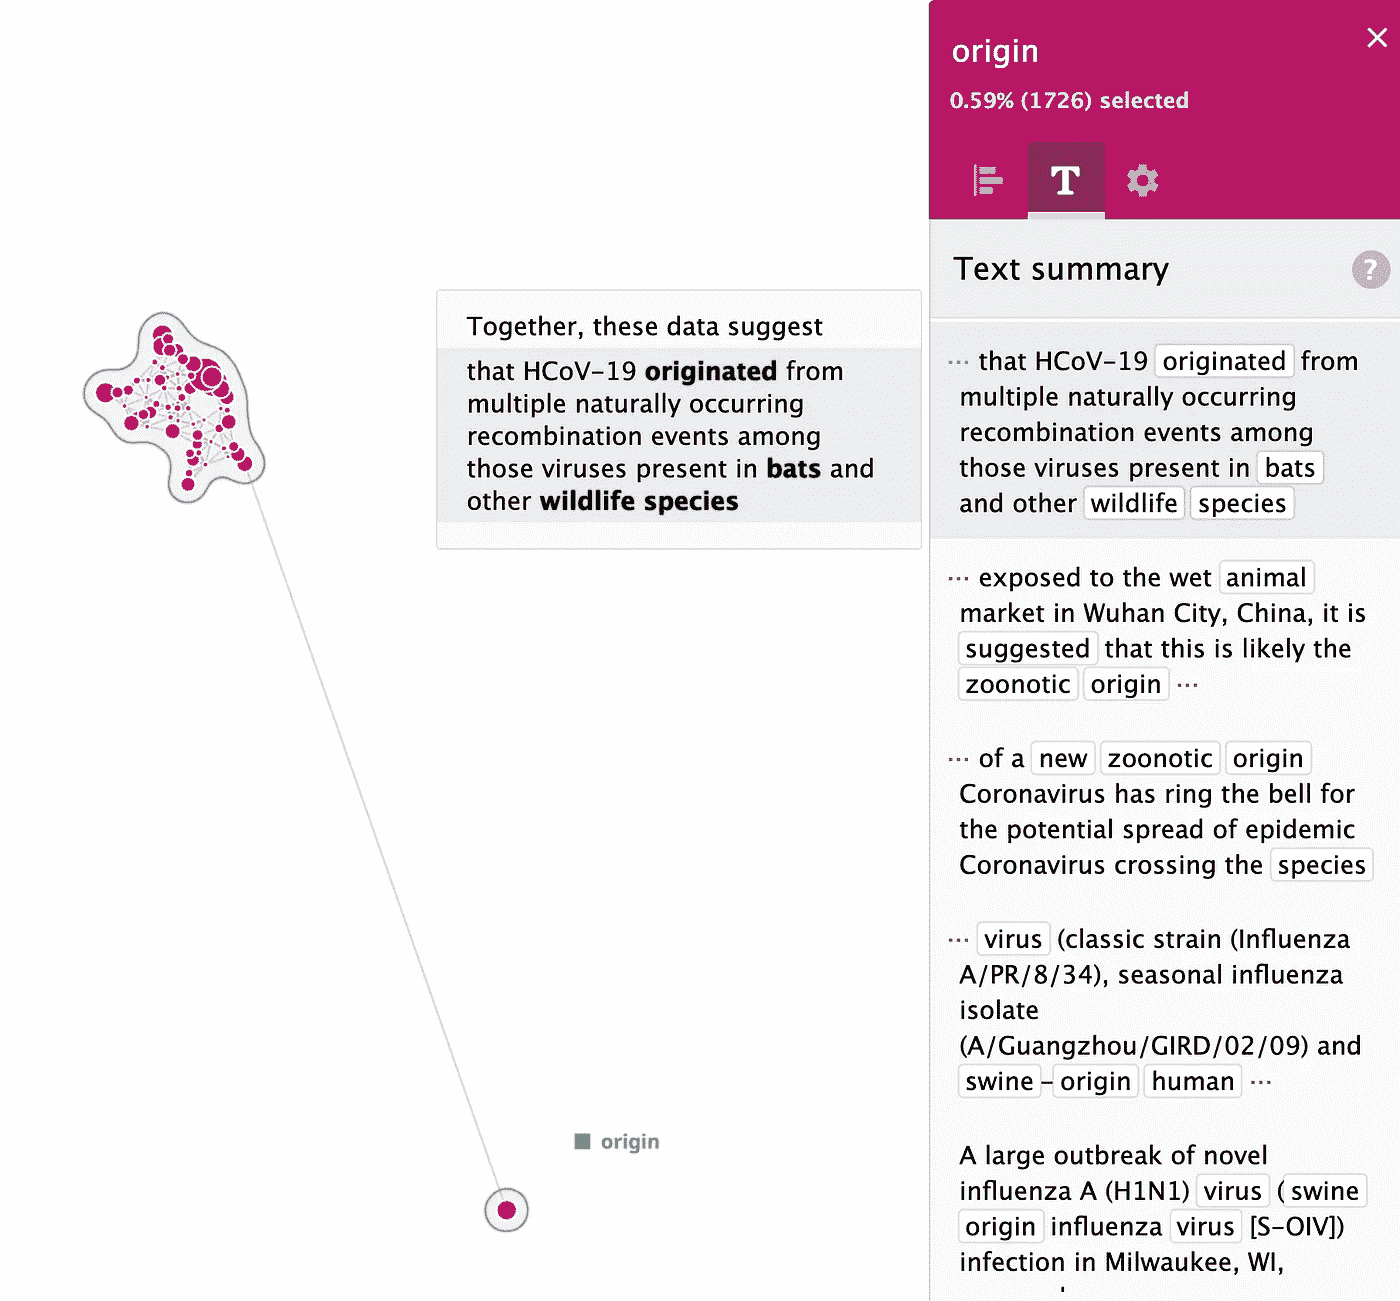 Together, these data suggest
that HCoV-19 originated from
multiple naturally occurring
recombination events among
those viruses present in bats and
other wildlife species
origin
origin
0.59% (1726) selected
T
Text summary
?
··· that HCoV-19 originated from
multiple naturally occurring
recombination events among
those viruses present in bats
and other wildlife species
··· exposed to the wet animal
market in Wuhan City, China, it is
suggested that this is likely the
zoonotic origin ···
··· of a new zoonotic origin
Coronavirus has ring the bell for
the potential spread of epidemic
Coronavirus crossing the species
··· virus (classic strain (Influenza
A/PR/8/34), seasonal influenza
isolate
(A/Guangzhou/GIRD/02/09) and
swine-origin human ···
A large outbreak of novel
influenza A (H1N1) virus (swine
origin influenza virus [S-OIV])
infection in Milwaukee, WI,